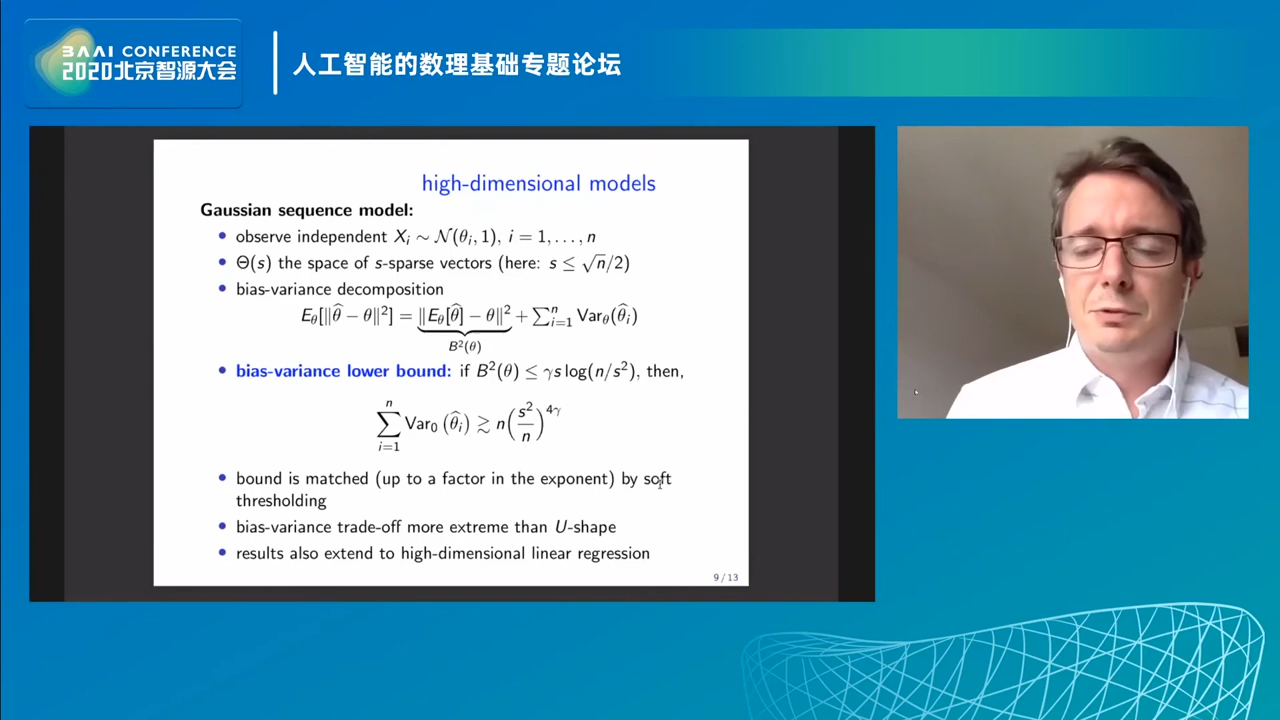 BAAI CONFERENCE
2020北京智源大会
人工智能的数理基础专题论坛
high-dimensional models
Gaussian sequence model:
• observe independent X_i ∼ N(θ_i, 1), i = 1, . . . , n
• Θ(s) the space of s-sparse vectors (here: s ≤ √n/2)
• bias-variance decomposition
E_θ[‖θ̂ − θ‖²] = ‖E_θ[θ̂] − θ‖² + ∑_{i=1}^n Var_θ(θ̂_i)
B²(θ)
• bias-variance lower bound: if B²(θ) ≤ γs log(n/s²), then,
∑_{i=1}^n Var_0(θ̂_i) ≳ n(s²/n)^{4γ}
• bound is matched (up to a factor in the exponent) by soft
thresholding
• bias-variance trade-off more extreme than U-shape
• results also extend to high-dimensional linear regression
9 / 13